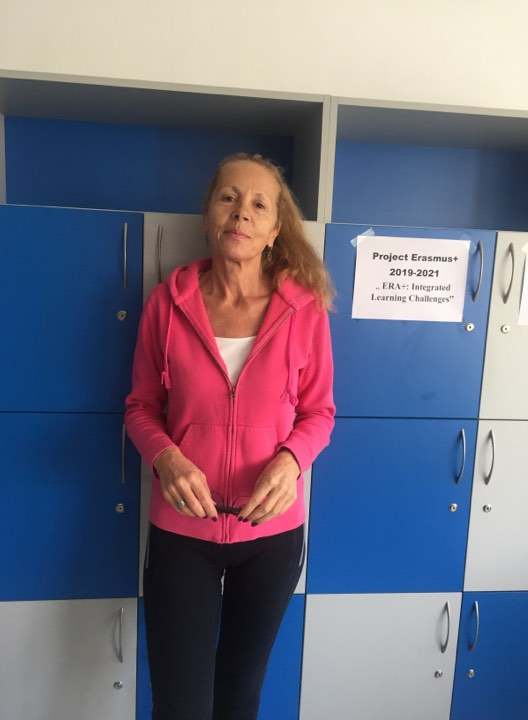 Project Erasmus+
2019-2021
„ ERA+: Integrated
Learning Challenges”